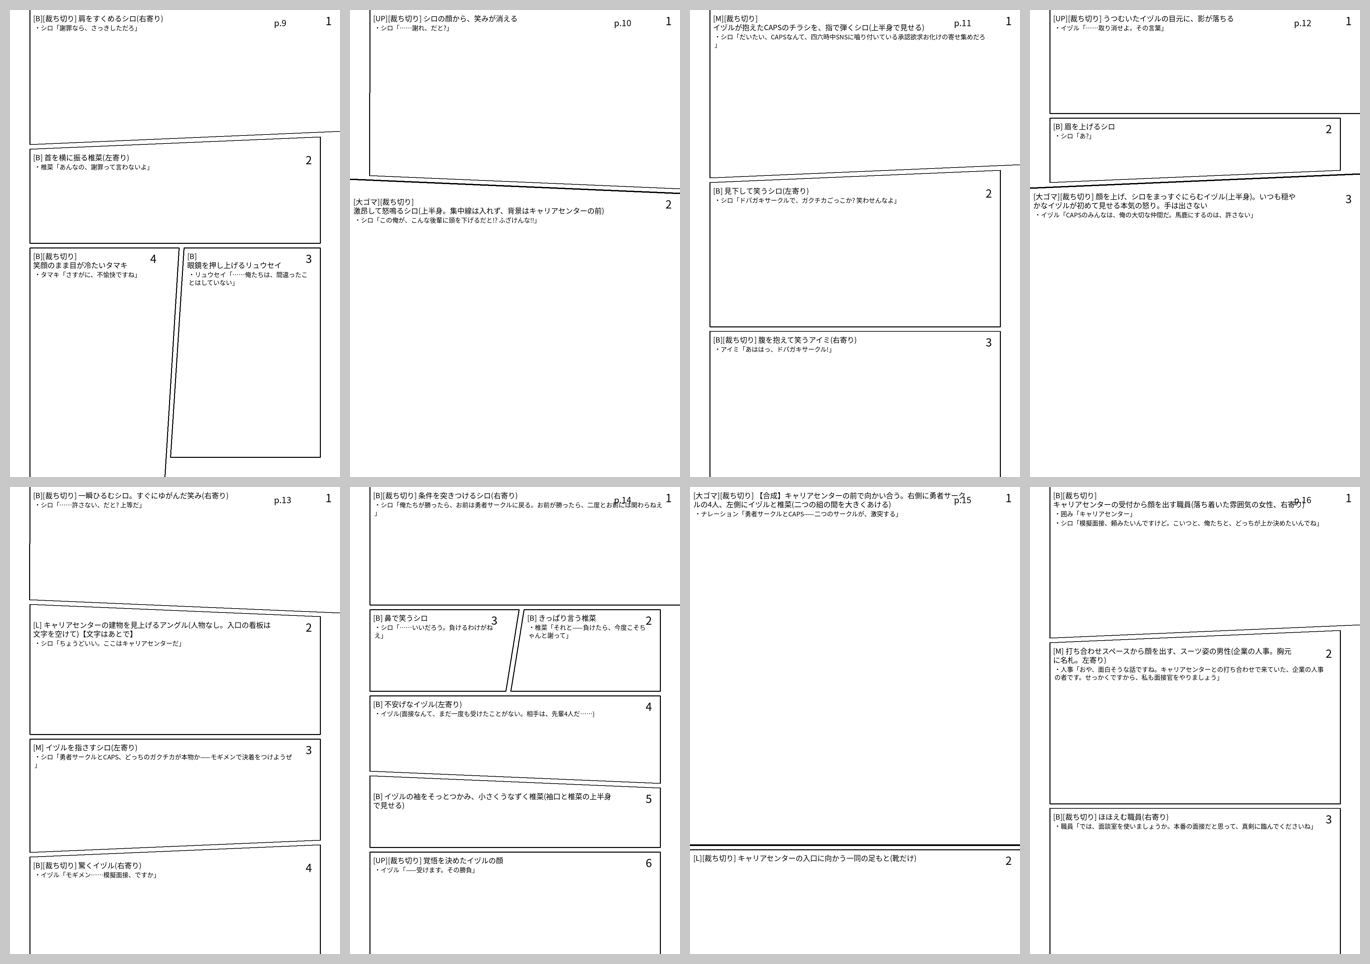 [B][裁ち切り] 肩をすくめるシロ(右寄り)
p.9
1
・シロ「謝罪なら、さっきしただろ」
[B] 首を横に振る椎菜(左寄り)
2
・椎菜「あんなの、謝罪って言わないよ」
[B]
3
眼鏡を押し上げるリュウセイ
・リュウセイ「……俺たちは、間違ったこ
とはしていない」
[B][裁ち切り]
4
笑顔のまま目が冷たいタマキ
・タマキ「さすがに、不愉快ですね」
[UP][裁ち切り] シロの顔から、笑みが消える
p.10
1
・シロ「……謝れ、だと?」
[大ゴマ][裁ち切り]
2
激昂して怒鳴るシロ(上半身。集中線は入れず、背景はキャリアセンターの前)
・シロ「この俺が、こんな後輩に頭を下げるだと!? ふざけんな!!」
[M][裁ち切り]
p.11
1
イヅルが抱えたCAPSのチラシを、指で弾くシロ(上半身で見せる)
・シロ「だいたい、CAPSなんて、四六時中SNSに噛り付いている承認欲求お化けの寄せ集めだろ
」
[B] 見下して笑うシロ(左寄り)
2
・シロ「ドバガキサークルで、ガクチカごっこか? 笑わせんなよ」
[B][裁ち切り] 腹を抱えて笑うアイミ(右寄り)
3
・アイミ「あははっ、ドバガキサークル!」
[UP][裁ち切り] うつむいたイヅルの目元に、影が落ちる
p.12
1
・イヅル「……取り消せよ。その言葉」
[B] 眉を上げるシロ
2
・シロ「あ?」
[大ゴマ][裁ち切り] 顔を上げ、シロをまっすぐにらむイヅル(上半身)。いつも穏や
3
かなイヅルが初めて見せる本気の怒り。手は出さない
・イヅル「CAPSのみんなは、俺の大切な仲間だ。馬鹿にするのは、許さない」
[B][裁ち切り] 一瞬ひるむシロ。すぐにゆがんだ笑み(右寄り)
p.13
1
・シロ「……許さない、だと? 上等だ」
[L] キャリアセンターの建物を見上げるアングル(人物なし。入口の看板は
2
文字を空けて)【文字はあとで】
・シロ「ちょうどいい。ここはキャリアセンターだ」
[M] イヅルを指さすシロ(左寄り)
3
・シロ「勇者サークルとCAPS、どっちのガクチカが本物か——モギメンで決着をつけようぜ
」
[B][裁ち切り] 驚くイヅル(右寄り)
4
・イヅル「モギメン……模擬面接、ですか」
[B][裁ち切り] 条件を突きつけるシロ(右寄り)
p.14
1
・シロ「俺たちが勝ったら、お前は勇者サークルに戻る。お前が勝ったら、二度とお前には関わらねえ
」
[B] きっぱり言う椎菜
2
・椎菜「それと——負けたら、今度こそち
ゃんと謝って」
[B] 鼻で笑うシロ
3
・シロ「……いいだろう。負けるわけがね
え」
[B] 不安げなイヅル(左寄り)
4
・イヅル(面接なんて、まだ一度も受けたことがない。相手は、先輩4人だ……)
[B] イヅルの袖をそっとつかみ、小さくうなずく椎菜(袖口と椎菜の上半身
5
で見せる)
[UP][裁ち切り] 覚悟を決めたイヅルの顔
6
・イヅル「——受けます。その勝負」
[大ゴマ][裁ち切り] 【合成】キャリアセンターの前で向かい合う。右側に勇者サーク
p.15
1
ルの4人、左側にイヅルと椎菜(二つの組の間を大きくあける)
・ナレーション「勇者サークルとCAPS——二つのサークルが、激突する」
[L][裁ち切り] キャリアセンターの入口に向かう一同の足もと(靴だけ)
2
[B][裁ち切り]
p.16
1
キャリアセンターの受付から顔を出す職員(落ち着いた雰囲気の女性、右寄り)
・囲み「キャリアセンター」
・シロ「模擬面接、頼みたいんですけど。こいつと、俺たちと、どっちが上か決めたいんでね」
[M] 打ち合わせスペースから顔を出す、スーツ姿の男性(企業の人事。胸元
2
に名札。左寄り)
・人事「おや、面白そうな話ですね。キャリアセンターとの打ち合わせで来ていた、企業の人事
の者です。せっかくですから、私も面接官をやりましょう」
[B][裁ち切り] ほほえむ職員(右寄り)
3
・職員「では、面談室を使いましょうか。本番の面接だと思って、真剣に臨んでくださいね」